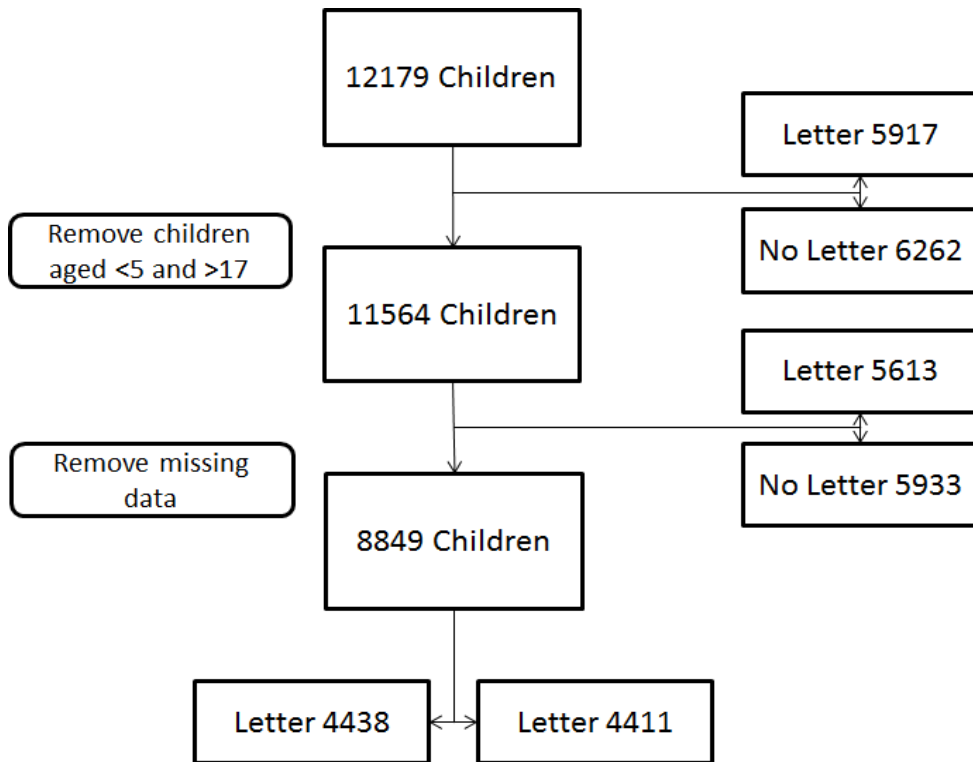 12179 Children
Letter 5917
No Letter 6262
Remove children
aged <5 and >17
11564 Children
Letter 5613
No Letter 5933
Remove missing
data
8849 Children
Letter 4438
Letter 4411